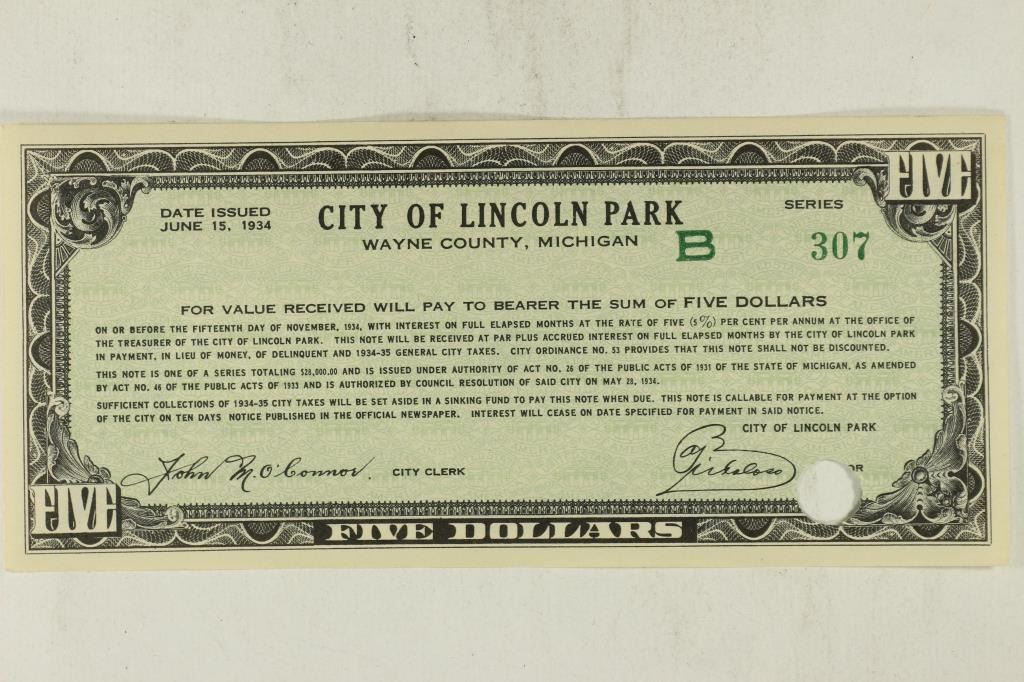 FIVE
DATE ISSUED
JUNE 15, 1934
CITY OF LINCOLN PARK
WAYNE COUNTY, MICHIGAN
SERIES
B 307
FOR VALUE RECEIVED WILL PAY TO BEARER THE SUM OF FIVE DOLLARS
ON OR BEFORE THE FIFTEENTH DAY OF NOVEMBER, 1934, WITH INTEREST ON FULL ELAPSED MONTHS AT THE RATE OF FIVE (5%) PER CENT PER ANNUM AT THE OFFICE OF
THE TREASURER OF THE CITY OF LINCOLN PARK. THIS NOTE WILL BE RECEIVED AT PAR PLUS ACCRUED INTEREST ON FULL ELAPSED MONTHS BY THE CITY OF LINCOLN PARK
IN PAYMENT, IN LIEU OF MONEY, OF DELINQUENT AND 1934-35 GENERAL CITY TAXES. CITY ORDINANCE NO. 53 PROVIDES THAT THIS NOTE SHALL NOT BE DISCOUNTED.
THIS NOTE IS ONE OF A SERIES TOTALING $28,000.00 AND IS ISSUED UNDER AUTHORITY OF ACT NO. 26 OF THE PUBLIC ACTS OF 1931 OF THE STATE OF MICHIGAN, AS AMENDED
BY ACT NO. 46 OF THE PUBLIC ACTS OF 1933 AND IS AUTHORIZED BY COUNCIL RESOLUTION OF SAID CITY ON MAY 28, 1934.
SUFFICIENT COLLECTIONS OF 1934-35 CITY TAXES WILL BE SET ASIDE IN A SINKING FUND TO PAY THIS NOTE WHEN DUE. THIS NOTE IS CALLABLE FOR PAYMENT AT THE OPTION
OF THE CITY ON TEN DAYS NOTICE PUBLISHED IN THE OFFICIAL NEWSPAPER. INTEREST WILL CEASE ON DATE SPECIFIED FOR PAYMENT IN SAID NOTICE.
CITY OF LINCOLN PARK
John M. O'Connor. CITY CLERK
OR
FIVE
FIVE DOLLARS